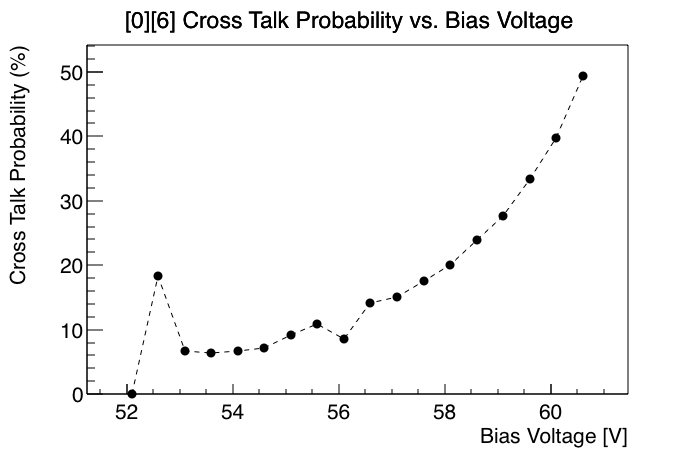 [0][6] Cross Talk Probability vs. Bias Voltage
Cross Talk Probability (%)
50
40
30
20
10
0
52 54 56 58 60
Bias Voltage [V]